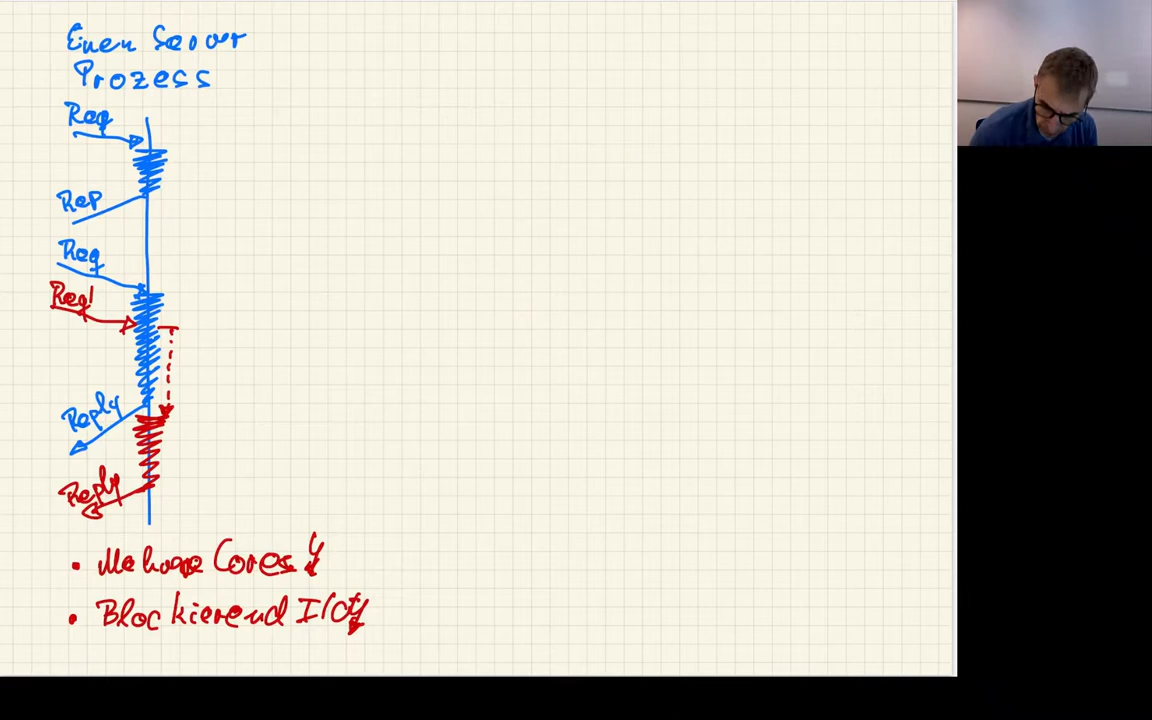 Einen Server
Prozess
Req
Rep
Req
Req'
Reply
Reply
• Mehrere Cores
• Blockierend I/O